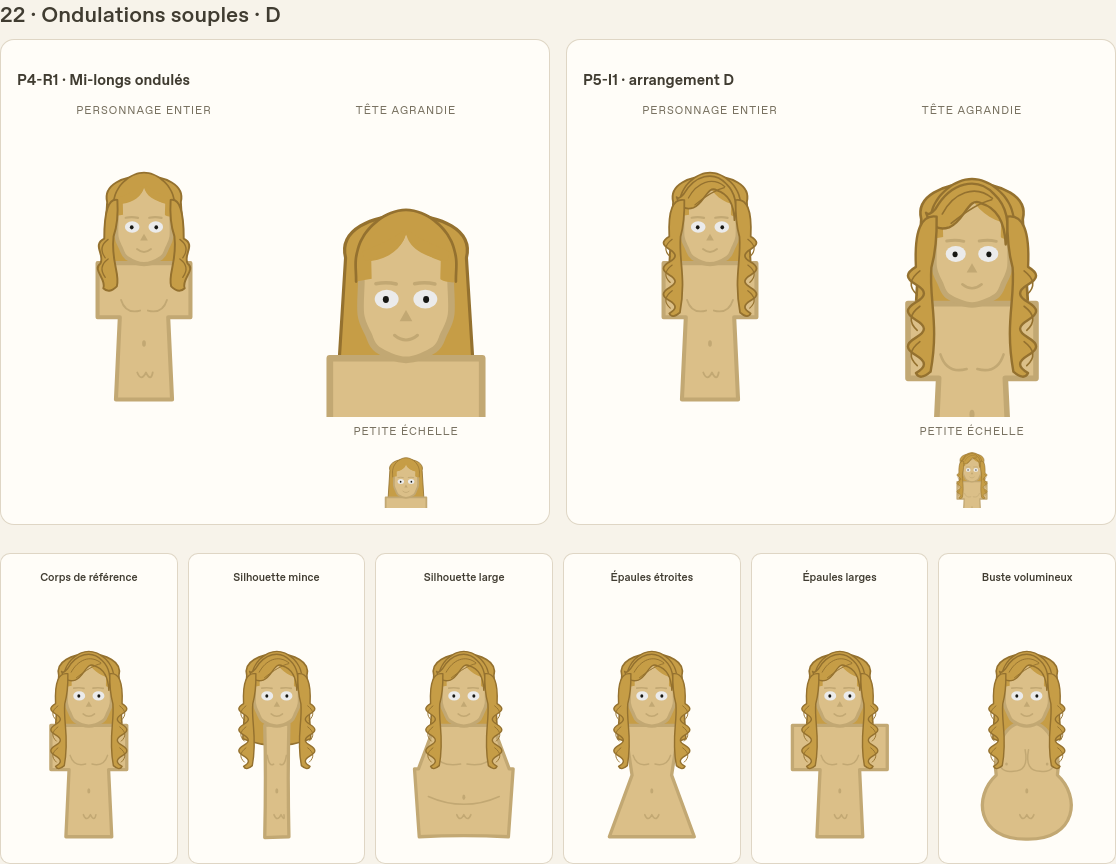 22 · Ondulations souples · D
P4-R1 · Mi-longs ondulés
PERSONNAGE ENTIER
TÊTE AGRANDIE
PETITE ÉCHELLE
P5-I1 · arrangement D
PERSONNAGE ENTIER
TÊTE AGRANDIE
PETITE ÉCHELLE
Corps de référence
Silhouette mince
Silhouette large
Épaules étroites
Épaules larges
Buste volumineux